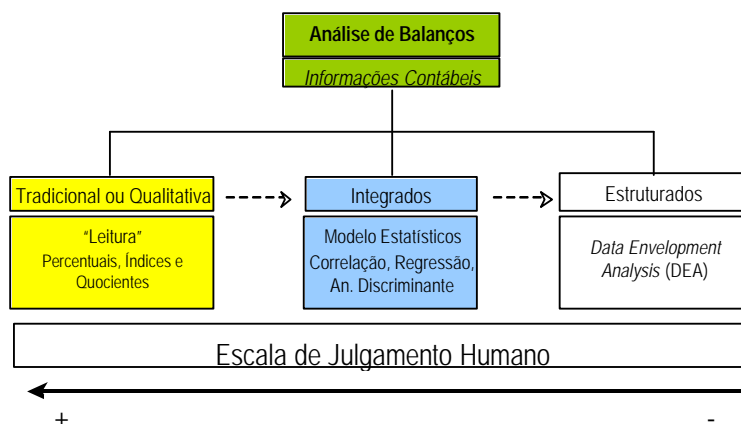 Análise de Balanços
Informações Contábeis
Tradicional ou Qualitativa
"Leitura"
Percentuais, Índices e
Quocientes
Integrados
Modelo Estatísticos
Correlação, Regressão,
An. Discriminante
Estruturados
Data Envelopment
Analysis (DEA)
Escala de Julgamento Humano
+
-